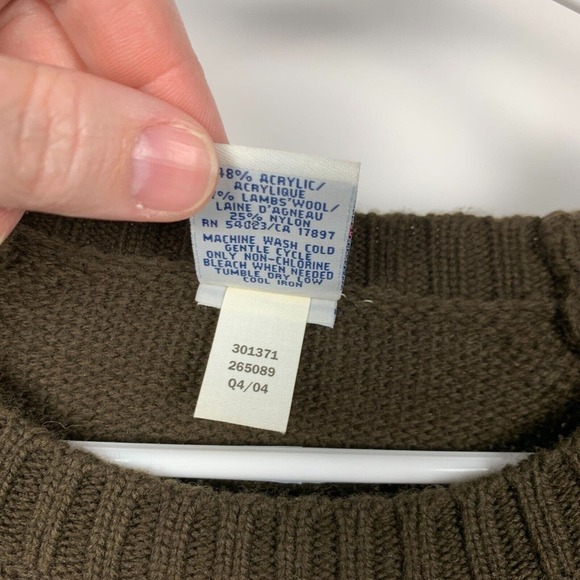 48% ACRYLIC/
ACRYLIQUE
% LAMBS'WOOL/
LAINE D'AGNEAU
25% NYLON
RN 54023/CA 17897
MACHINE WASH COLD
GENTLE CYCLE
ONLY NON-CHLORINE
BLEACH WHEN NEEDED
TUMBLE DRY LOW
COOL IRON
301371
265089
Q4/04